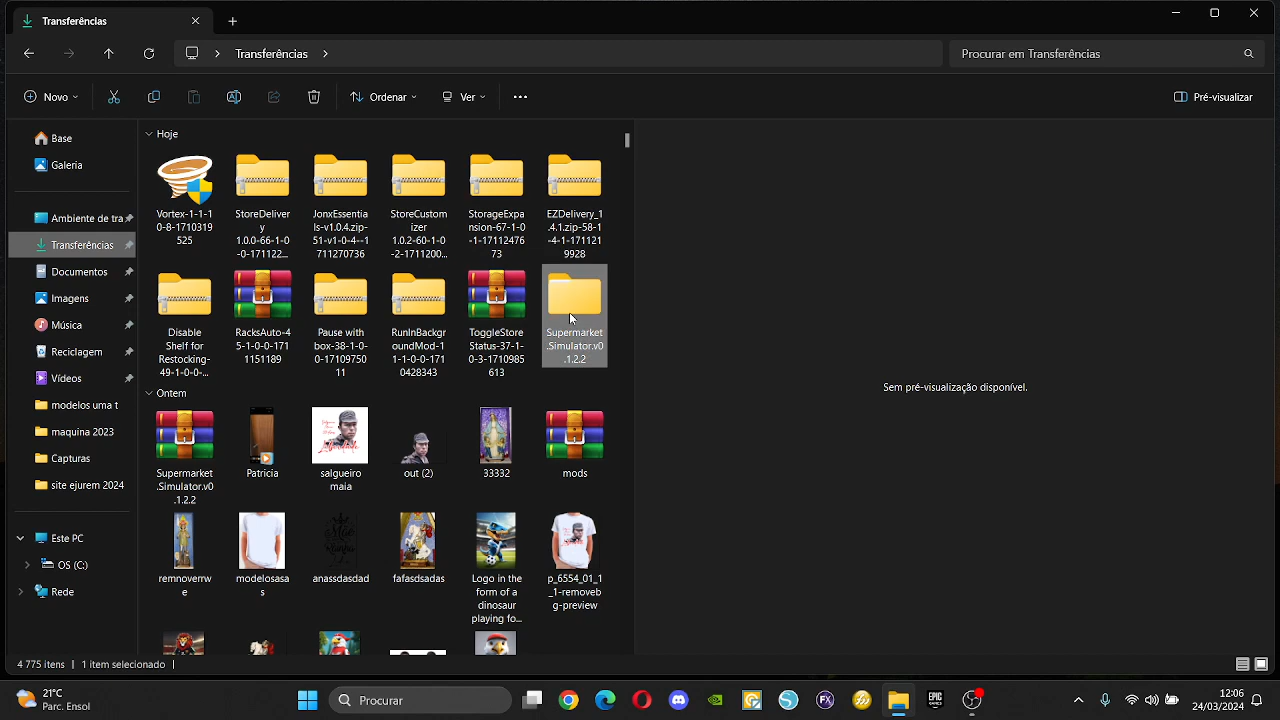 Transferências
Transferências
Procurar em Transferências
Novo
Ordenar
Ver
Pré-visualizar
Base
Galeria
Ambiente de tra
Transferências
Documentos
Imagens
Música
Reciclagem
Vídeos
modelos uma t
maquina 2023
Capturas
site ejurem 2024
Este PC
OS (C:)
Rede
Hoje
Vortex-1-1-1
0-8-1710319
525
StoreDeliver
y
1.0.0-66-1-0
-0-171122...
JonxEssentia
ls-v1.0.4.zip-
51-v1-0-4--1
711270736
StoreCustom
izer
1.0.2-60-1-0
-2-1711200...
StorageExpa
nsion-67-1-0
-1-17112476
73
EZDelivery_1
.4.1.zip-58-1
-4-1-171121
9928
Disable
Shelf for
Restocking-
49-1-0-0-...
RacksAuto-4
5-1-0-0-171
1151189
Pause with
box-38-1-0-
0-17109750
11
RunInBackgr
oundMod-1
1-1-0-0-171
0428343
ToggleStore
Status-37-1-
0-3-1710985
613
Supermarket
.Simulator.v0
.1.2.2
Ontem
Supermarket
.Simulator.v0
.1.2.2
Patricia
salgueiro
maia
out (2)
33332
mods
remnoverrw
e
modelosasa
s
anassdasdad
fafasdsadas
Logo in the
form of a
dinosaur
playing fo...
p_6554_01_1
_1-removeb
g-preview
Sem pré-visualização disponível.
4 775 itens
1 item selecionado
21°C
Parc. Ensol
Procurar
EPIC
GAMES
12:06
24/03/2024